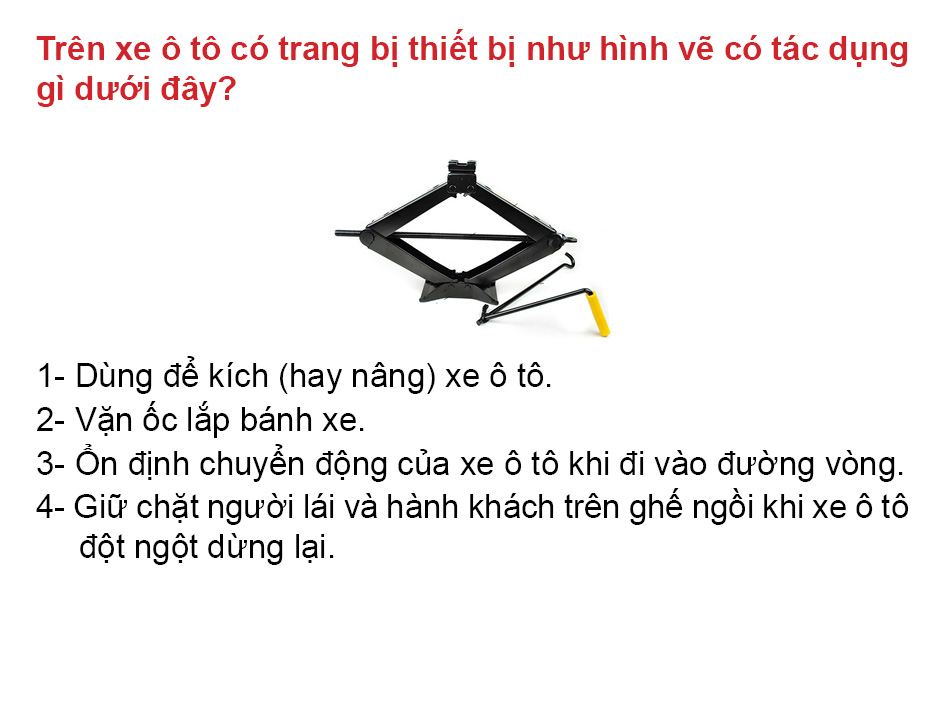 Trên xe ô tô có trang bị thiết bị như hình vẽ có tác dụng
gì dưới đây?
1- Dùng để kích (hay nâng) xe ô tô.
2- Vặn ốc lắp bánh xe.
3- Ổn định chuyển động của xe ô tô khi đi vào đường vòng.
4- Giữ chặt người lái và hành khách trên ghế ngồi khi xe ô tô
đột ngột dừng lại.